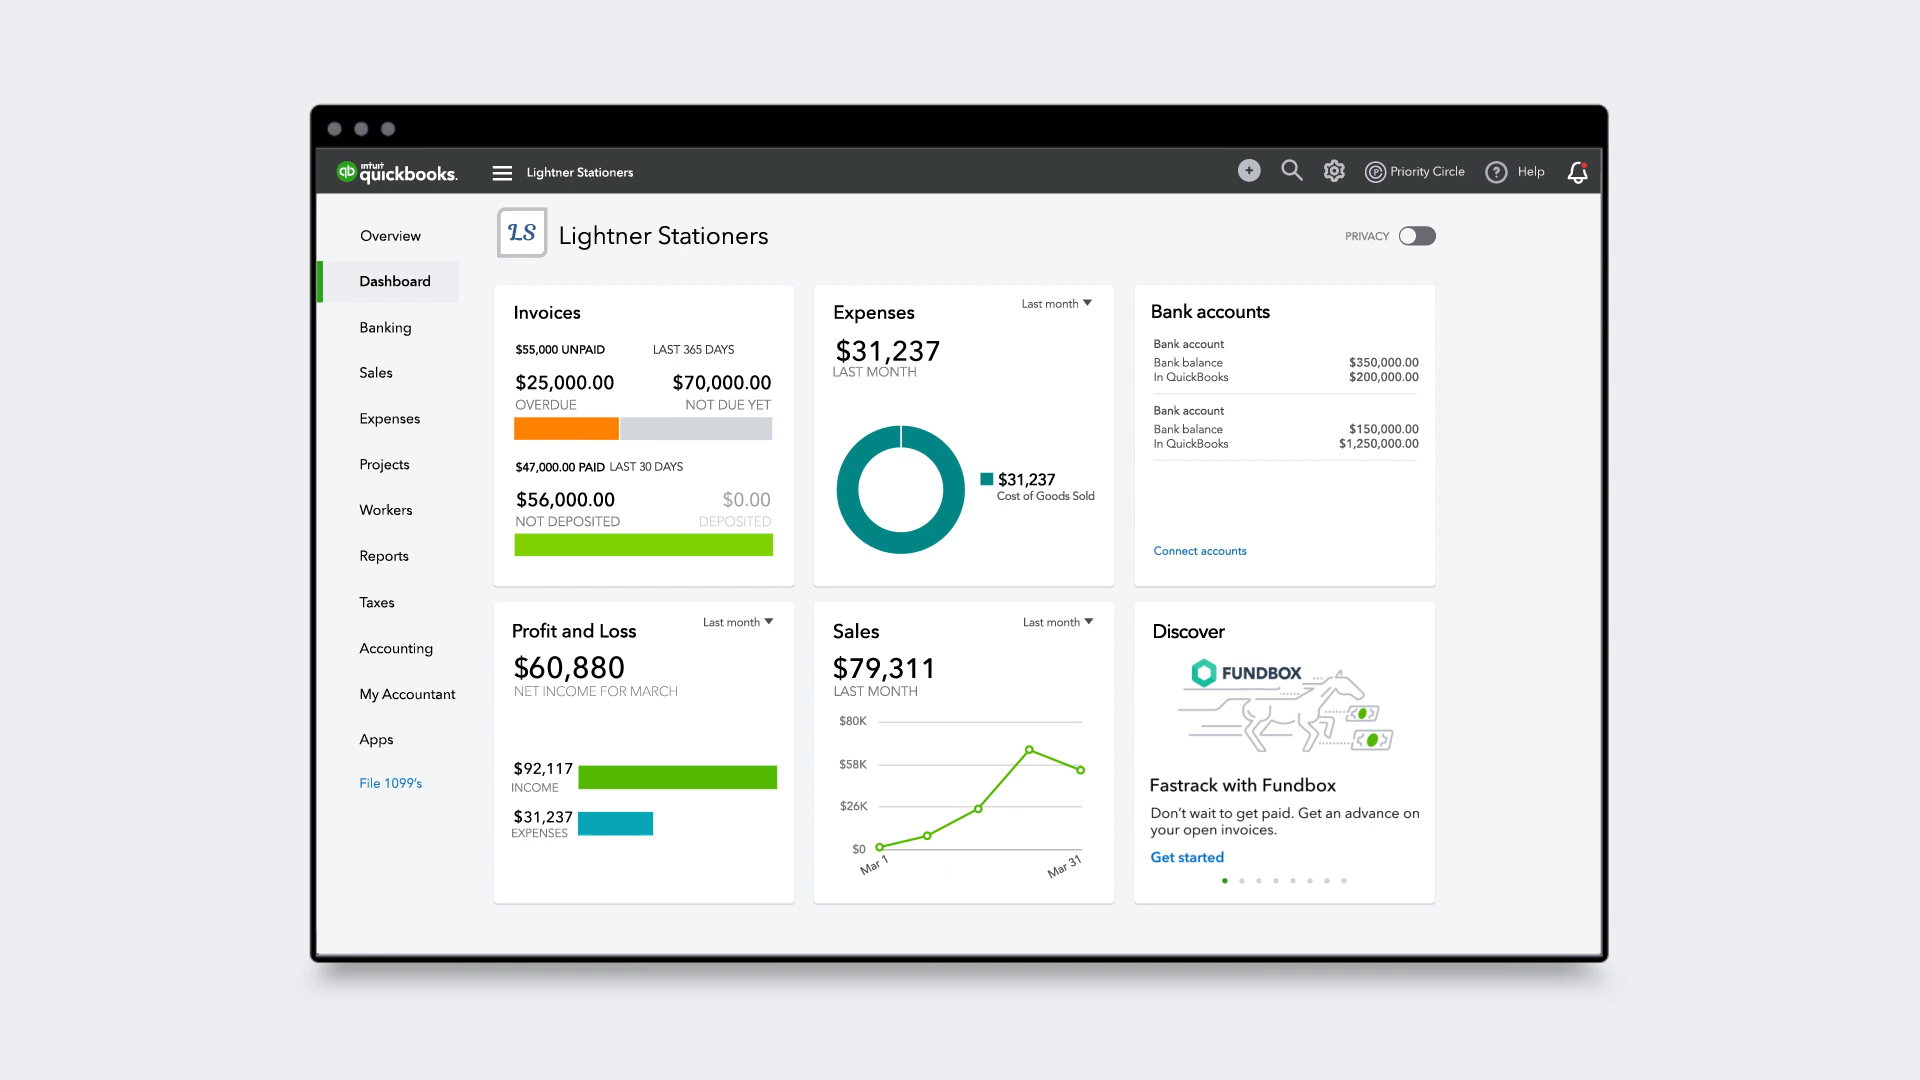 intuit
quickbooks.
Lightner Stationers
Priority Circle
Help
Overview
Dashboard
Banking
Sales
Expenses
Projects
Workers
Reports
Taxes
Accounting
My Accountant
Apps
File 1099's
LS
Lightner Stationers
PRIVACY
Invoices
$55,000 UNPAID LAST 365 DAYS
$25,000.00 $70,000.00
OVERDUE NOT DUE YET
$47,000.00 PAID LAST 30 DAYS
$56,000.00 $0.00
NOT DEPOSITED DEPOSITED
Expenses
Last month
$31,237
LAST MONTH
$31,237
Cost of Goods Sold
Bank accounts
Bank account
Bank balance $350,000.00
In QuickBooks $200,000.00
Bank account
Bank balance $150,000.00
In QuickBooks $1,250,000.00
Connect accounts
Profit and Loss
Last month
$60,880
NET INCOME FOR MARCH
$92,117
INCOME
$31,237
EXPENSES
Sales
Last month
$79,311
LAST MONTH
$80K
$58K
$26K
$0
Mar 1
Mar 31
Discover
FUNDBOX
Fastrack with Fundbox
Don't wait to get paid. Get an advance on
your open invoices.
Get started